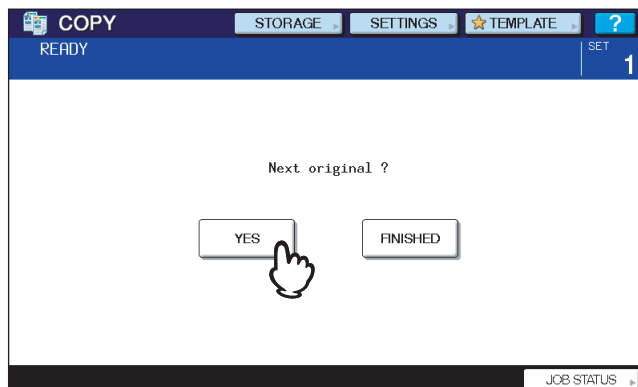 COPY STORAGE SETTINGS TEMPLATE ?
READY SET
1
Next original ?
YES FINISHED
JOB STATUS